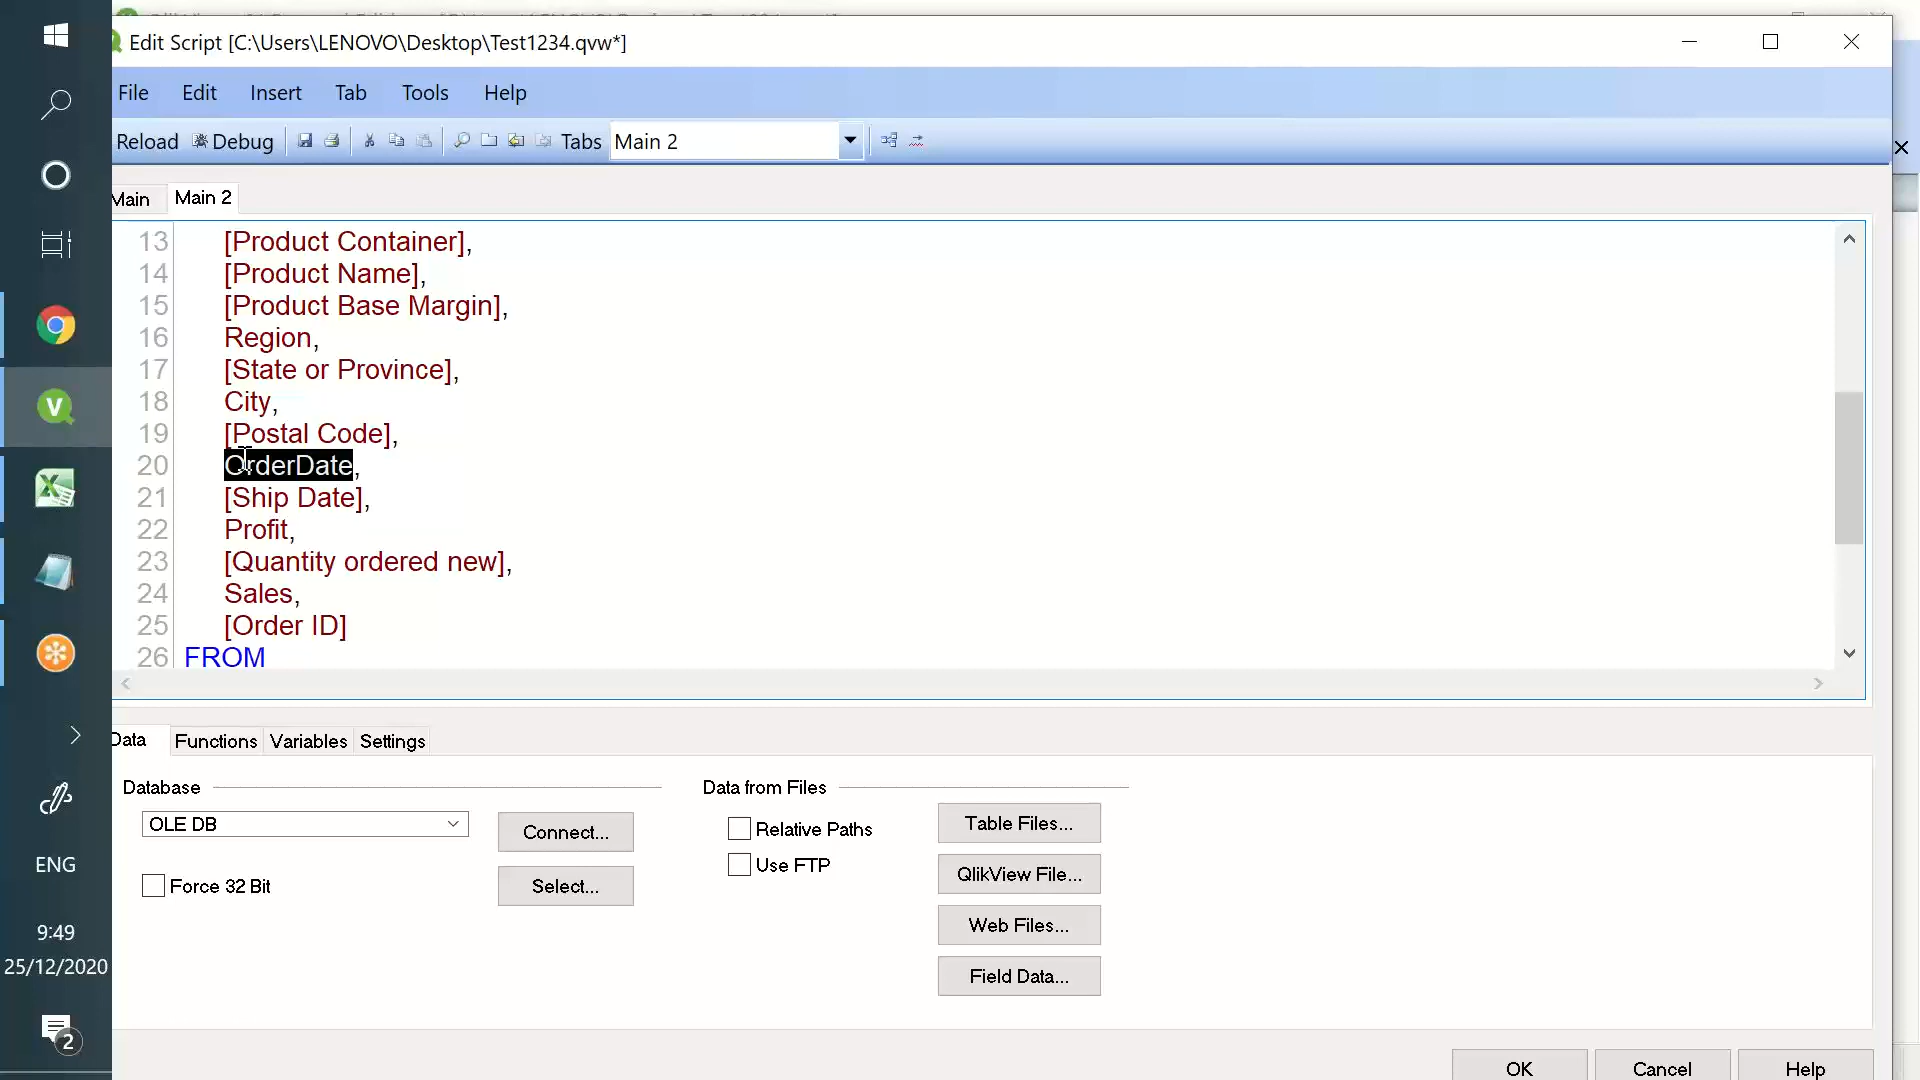 Edit Script [C:\Users\LENOVO\Desktop\Test1234.qvw*]
File Edit Insert Tab Tools Help
Reload Debug Tabs Main 2
Main Main 2
13 [Product Container],
14 [Product Name],
15 [Product Base Margin],
16 Region,
17 [State or Province],
18 City,
19 [Postal Code],
20 OrderDate,
21 [Ship Date],
22 Profit,
23 [Quantity ordered new],
24 Sales,
25 [Order ID]
26 FROM
Data Functions Variables Settings
Database
OLE DB
Connect...
Force 32 Bit
Select...
Data from Files
Relative Paths
Use FTP
Table Files...
QlikView File...
Web Files...
Field Data...
OK Cancel Help
ENG
9:49
25/12/2020
2